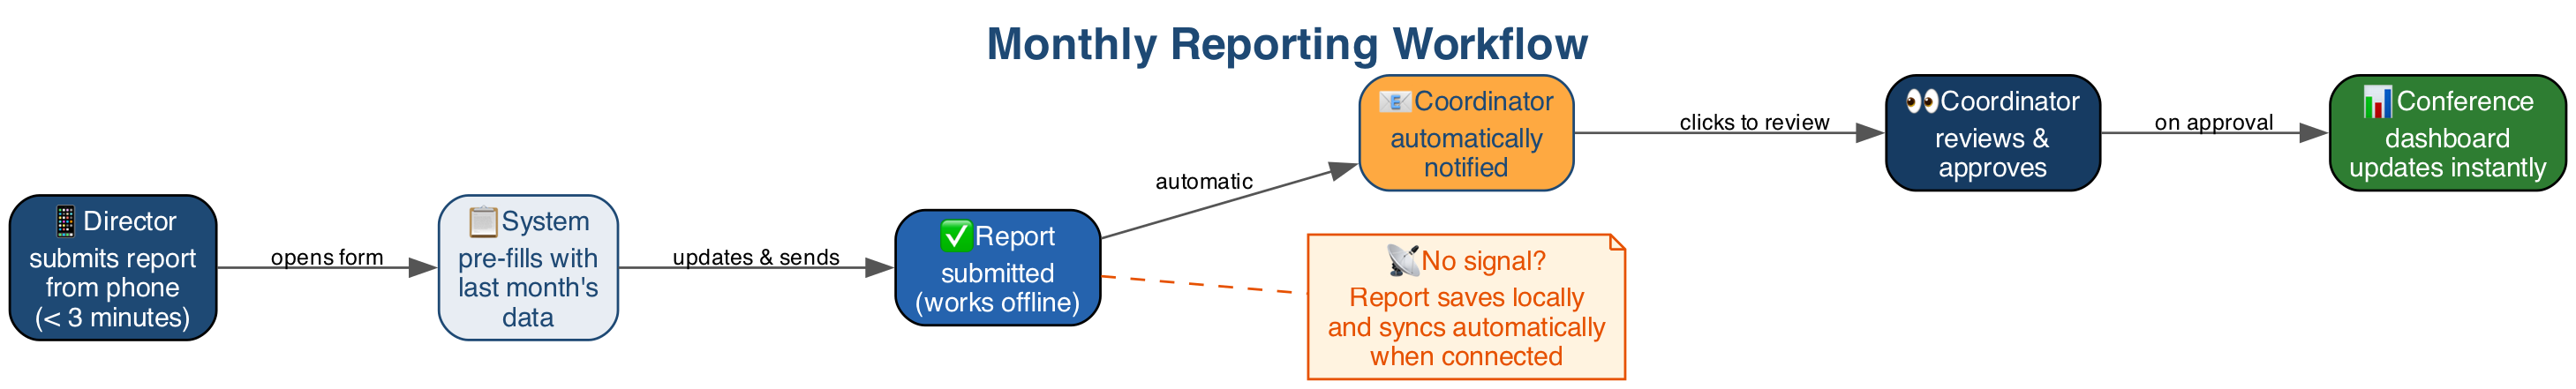 Monthly Reporting Workflow
📱Director
submits report
from phone
(< 3 minutes)
opens form
📋System
pre-fills with
last month's
data
updates & sends
✅Report
submitted
(works offline)
automatic
📧Coordinator
automatically
notified
📡No signal?
Report saves locally
and syncs automatically
when connected
clicks to review
👀Coordinator
reviews &
approves
on approval
📊Conference
dashboard
updates instantly